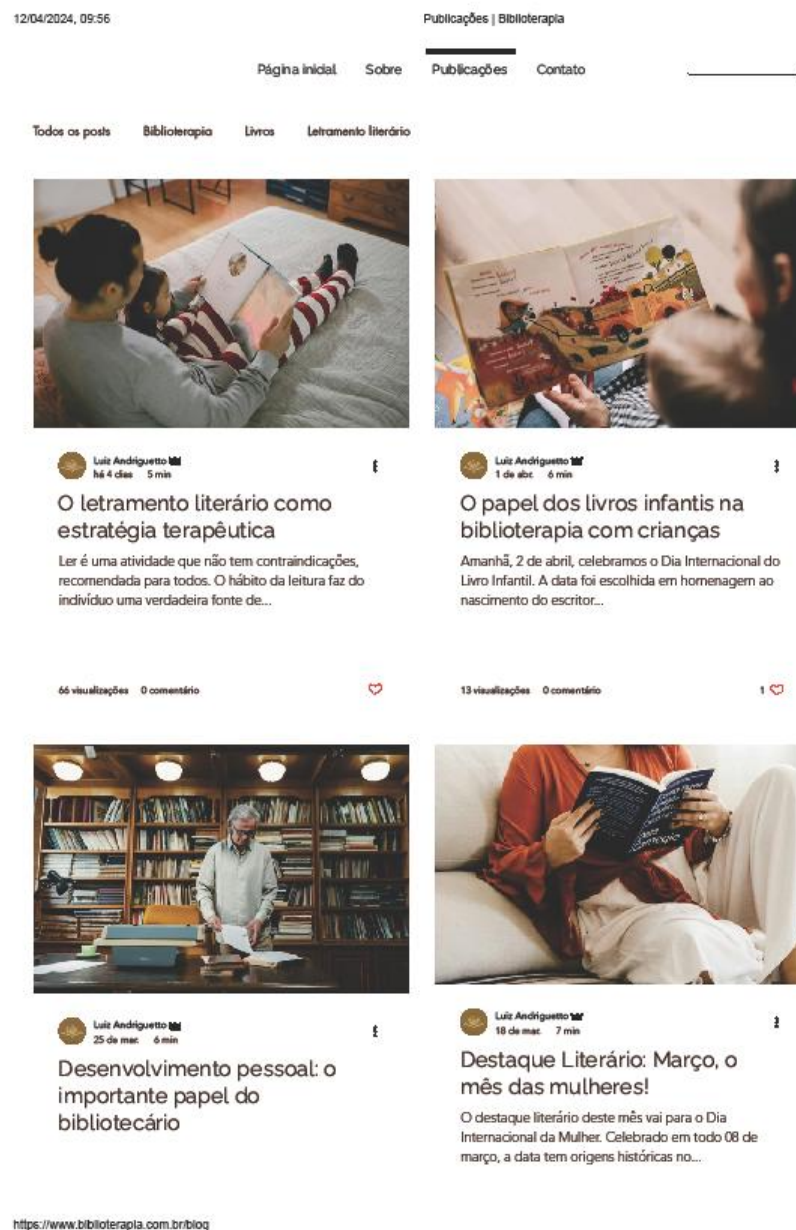 12/04/2024, 09:56
Publicações | Biblioterapia
Página inicial Sobre Publicações Contato
Todos os posts Biblioterapia Livros Letramento literário
Luiz Andriguetto
há 4 dias 5 min
O letramento literário como
estratégia terapêutica
Ler é uma atividade que não tem contraindicações,
recomendada para todos. O hábito da leitura faz do
indivíduo uma verdadeira fonte de...
66 visualizações 0 comentário
Luiz Andriguetto
1 de abr. 6 min
O papel dos livros infantis na
biblioterapia com crianças
Amanhã, 2 de abril, celebramos o Dia Internacional do
Livro Infantil. A data foi escolhida em homenagem ao
nascimento do escritor...
13 visualizações 0 comentário 1
Luiz Andriguetto
25 de mar. 6 min
Desenvolvimento pessoal: o
importante papel do
bibliotecário
Luiz Andriguetto
18 de mar. 7 min
Destaque Literário: Março, o
mês das mulheres!
O destaque literário deste mês vai para o Dia
Internacional da Mulher. Celebrado em todo 08 de
março, a data tem origens históricas no...
https://www.biblioterapia.com.br/blog